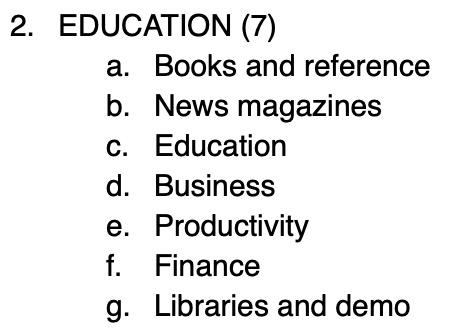 2. EDUCATION (7)
a. Books and reference
b. News magazines
c. Education
d. Business
e. Productivity
f. Finance
g. Libraries and demo